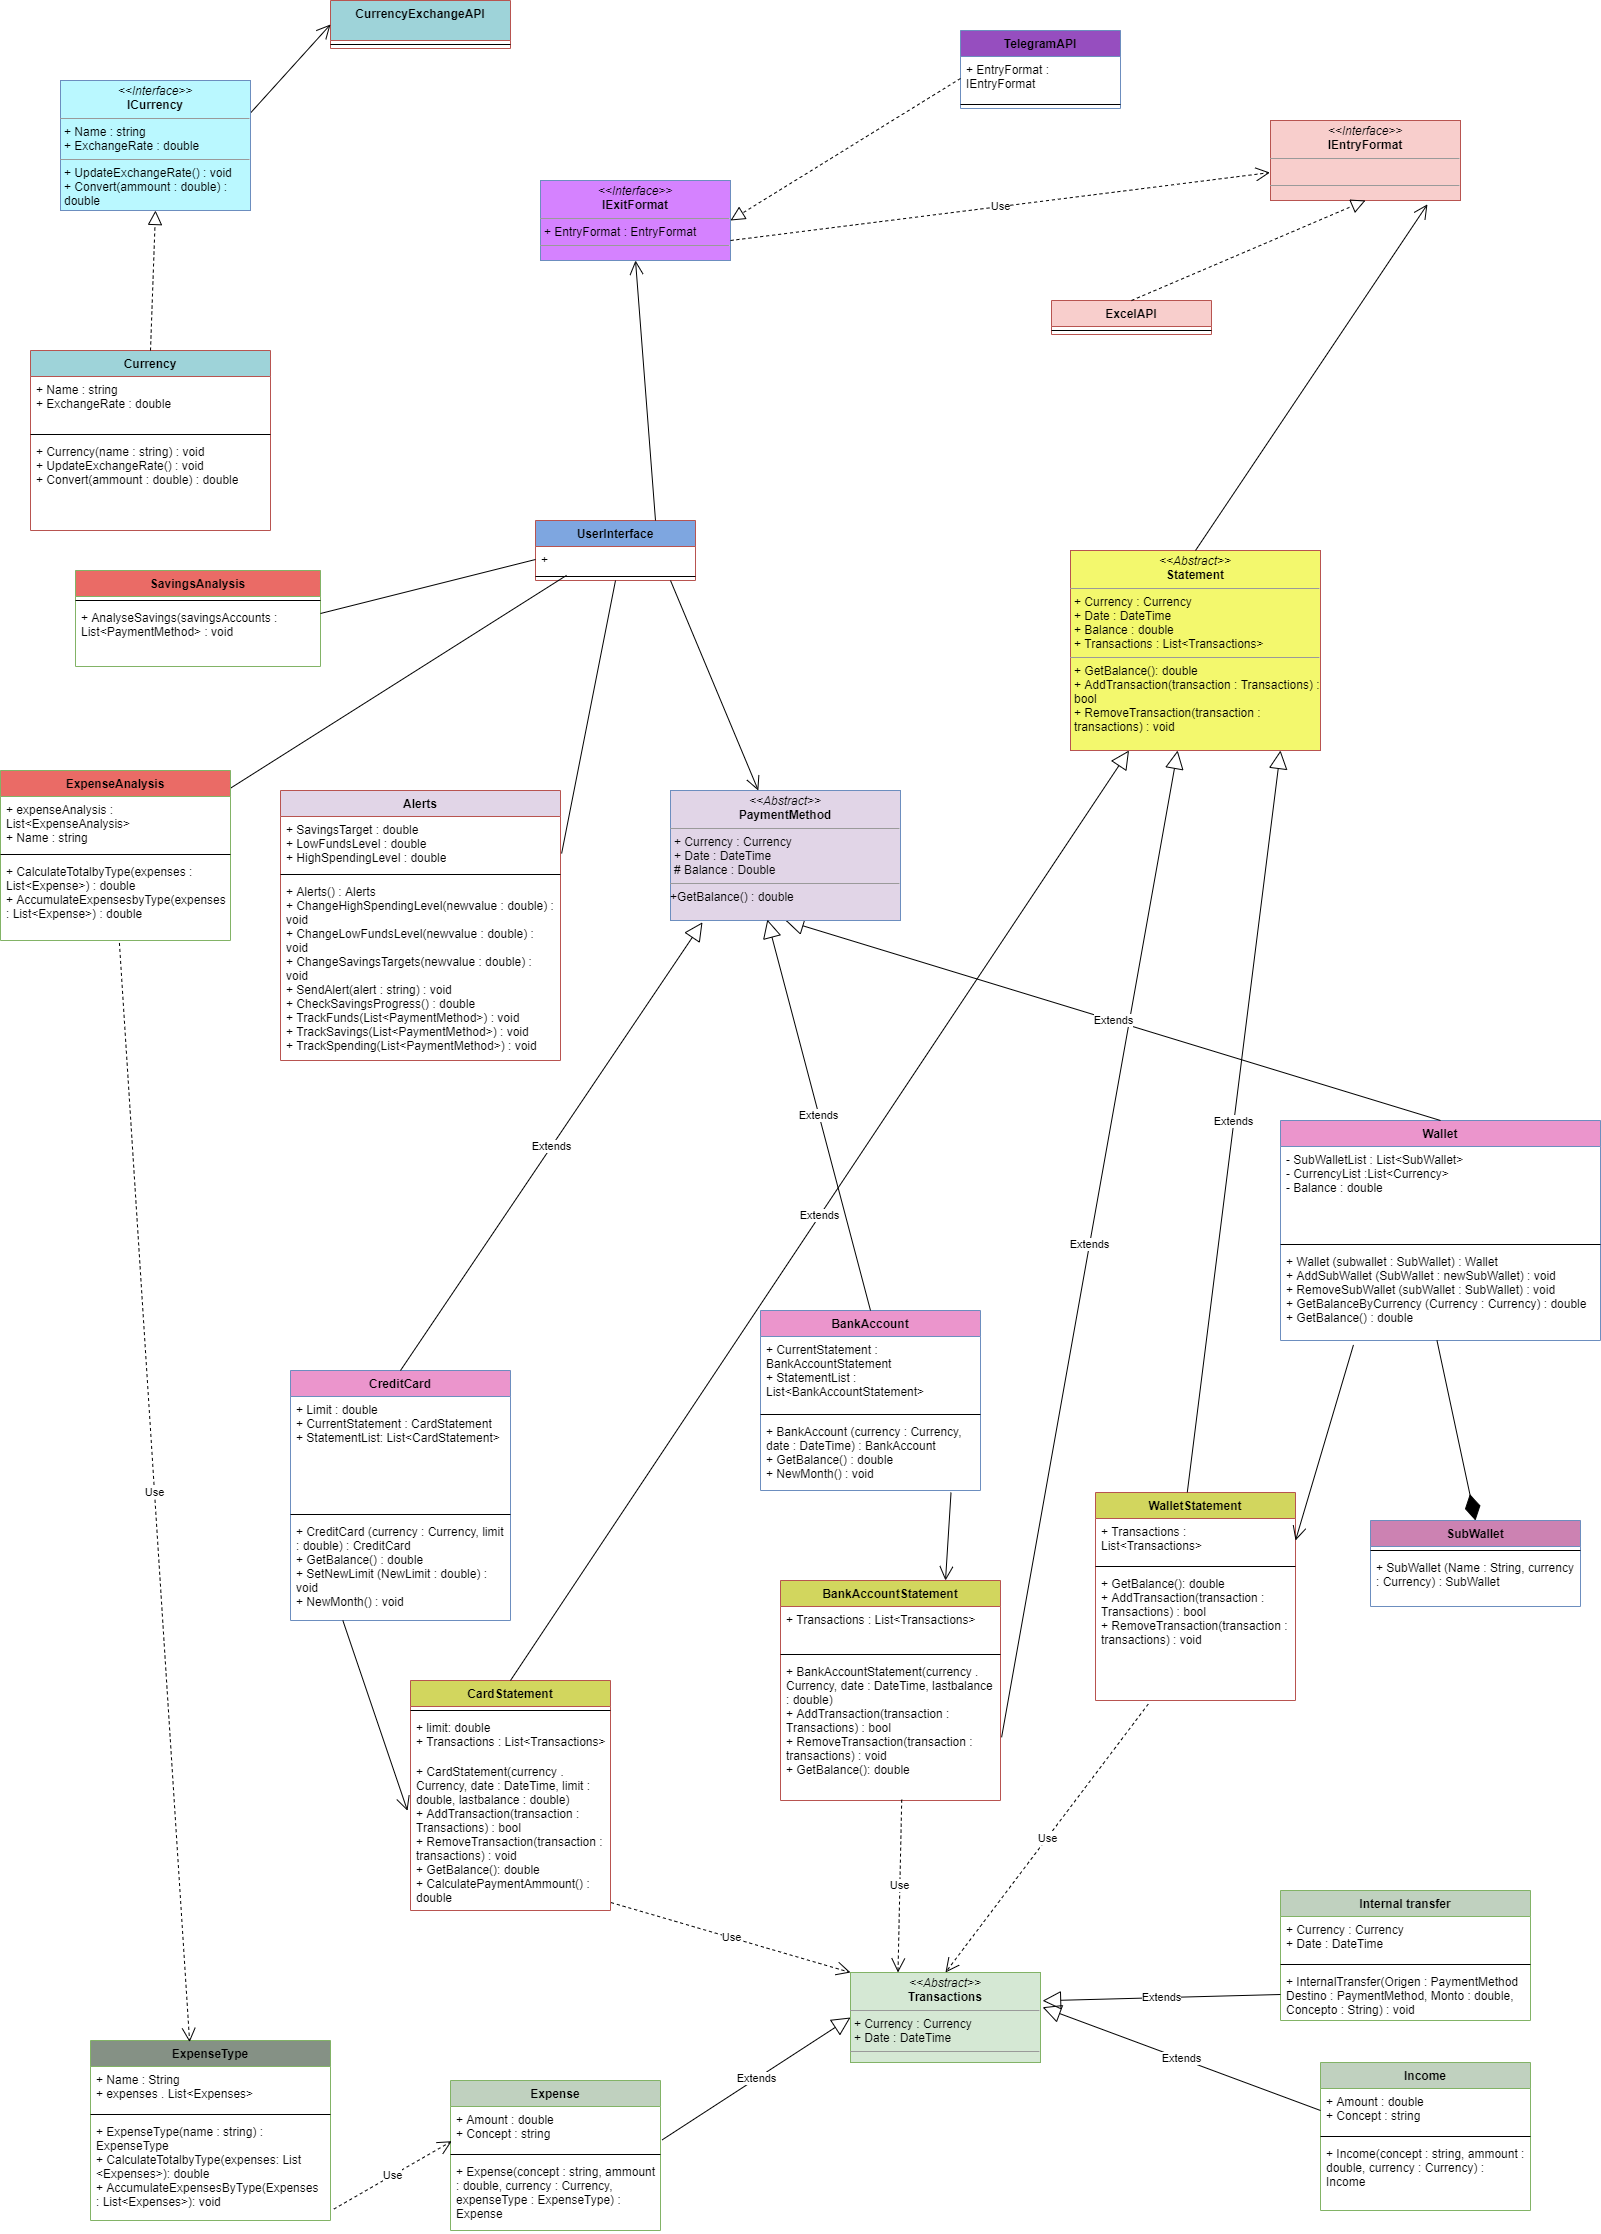 CurrencyExchangeAPI
<<Interface>>
ICurrency
+ Name : string
+ ExchangeRate : double
+ UpdateExchangeRate() : void
+ Convert(ammount : double) :
double
TelegramAPI
+ EntryFormat :
IEntryFormat
<<Interface>>
IEntryFormat
<<Interface>>
IExitFormat
+ EntryFormat : EntryFormat
Use
ExcelAPI
Currency
+ Name : string
+ ExchangeRate : double
+ Currency(name : string) : void
+ UpdateExchangeRate() : void
+ Convert(ammount : double) : double
UserInterface
+
SavingsAnalysis
+ AnalyseSavings(savingsAccounts :
List<PaymentMethod> : void
<<Abstract>>
Statement
+ Currency : Currency
+ Date : DateTime
+ Balance : double
+ Transactions : List<Transactions>
+ GetBalance(): double
+ AddTransaction(transaction : Transactions) :
bool
+ RemoveTransaction(transaction :
transactions) : void
ExpenseAnalysis
+ expenseAnalysis :
List<ExpenseAnalysis>
+ Name : string
+ CalculateTotalbyType(expenses :
List<Expense>) : double
+ AccumulateExpensesbyType(expenses
: List<Expense>) : double
Alerts
+ SavingsTarget : double
+ LowFundsLevel : double
+ HighSpendingLevel : double
+ Alerts() : Alerts
+ ChangeHighSpendingLevel(newvalue : double) :
void
+ ChangeLowFundsLevel(newvalue : double) :
void
+ ChangeSavingsTargets(newvalue : double) :
void
+ SendAlert(alert : string) : void
+ CheckSavingsProgress() : double
+ TrackFunds(List<PaymentMethod>) : void
+ TrackSavings(List<PaymentMethod>) : void
+ TrackSpending(List<PaymentMethod>) : void
<<Abstract>>
PaymentMethod
+ Currency : Currency
+ Date : DateTime
# Balance : Double
+GetBalance() : double
Extends
Extends
Extends
Extends
Extends
Extends
Wallet
- SubWalletList : List<SubWallet>
- CurrencyList :List<Currency>
- Balance : double
+ Wallet (subwallet : SubWallet) : Wallet
+ AddSubWallet (SubWallet : newSubWallet) : void
+ RemoveSubWallet (subWallet : SubWallet) : void
+ GetBalanceByCurrency (Currency : Currency) : double
+ GetBalance() : double
BankAccount
+ CurrentStatement :
BankAccountStatement
+ StatementList :
List<BankAccountStatement>
+ BankAccount (currency : Currency,
date : DateTime) : BankAccount
+ GetBalance() : double
+ NewMonth() : void
CreditCard
+ Limit : double
+ CurrentStatement : CardStatement
+ StatementList: List<CardStatement>
+ CreditCard (currency : Currency, limit
: double) : CreditCard
+ GetBalance() : double
+ SetNewLimit (NewLimit : double) :
void
+ NewMonth() : void
Use
WalletStatement
+ Transactions :
List<Transactions>
+ GetBalance(): double
+ AddTransaction(transaction :
Transactions) : bool
+ RemoveTransaction(transaction :
transactions) : void
SubWallet
+ SubWallet (Name : String, currency
: Currency) : SubWallet
BankAccountStatement
+ Transactions : List<Transactions>
+ BankAccountStatement(currency .
Currency, date : DateTime, lastbalance
: double)
+ AddTransaction(transaction :
Transactions) : bool
+ RemoveTransaction(transaction :
transactions) : void
+ GetBalance(): double
CardStatement
+ limit: double
+ Transactions : List<Transactions>
+ CardStatement(currency .
Currency, date : DateTime, limit :
double, lastbalance : double)
+ AddTransaction(transaction :
Transactions) : bool
+ RemoveTransaction(transaction :
transactions) : void
+ GetBalance(): double
+ CalculatePaymentAmmount() :
double
Use
Use
Use
Internal transfer
+ Currency : Currency
+ Date : DateTime
+ InternalTransfer(Origen : PaymentMethod
Destino : PaymentMethod, Monto : double,
Concepto : String) : void
<<Abstract>>
Transactions
+ Currency : Currency
+ Date : DateTime
Extends
Extends
Extends
ExpenseType
+ Name : String
+ expenses . List<Expenses>
+ ExpenseType(name : string) :
ExpenseType
+ CalculateTotalbyType(expenses: List
<Expenses>): double
+ AccumulateExpensesByType(Expenses
: List<Expenses>): void
Use
Expense
+ Amount : double
+ Concept : string
+ Expense(concept : string, ammount
: double, currency : Currency,
expenseType : ExpenseType) :
Expense
Income
+ Amount : double
+ Concept : string
+ Income(concept : string, ammount :
double, currency : Currency) :
Income